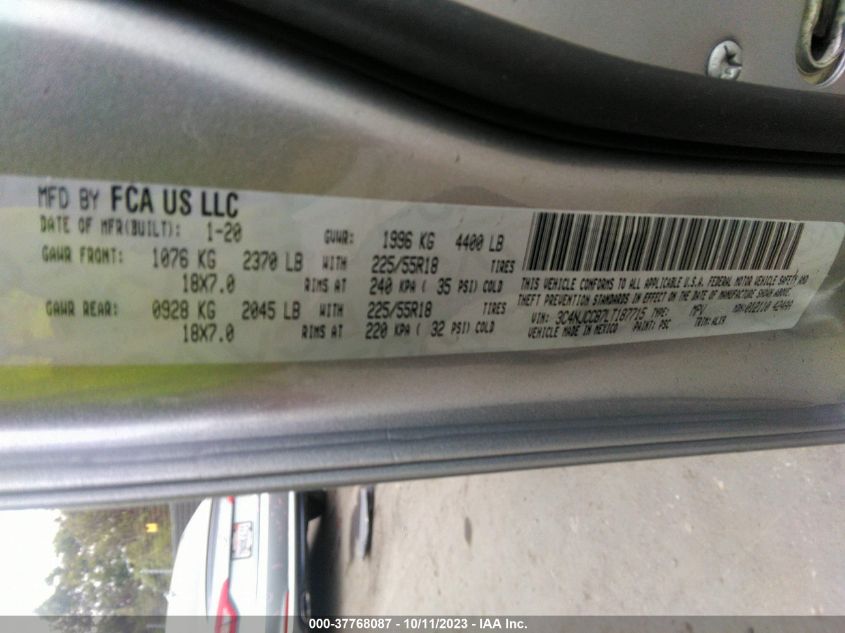 MFD BY FCA US LLC
DATE OF MFR(BUILT): 1-20 GVWR: 1996 KG 4400 LB
GAWR FRONT: 1076 KG 2370 LB WITH 225/55R18 TIRES
18X7.0 RIMS AT 240 KPA ( 35 PSI) COLD
GAWR REAR: 0928 KG 2045 LB WITH 225/55R18 TIRES
18X7.0 RIMS AT 220 KPA ( 32 PSI) COLD
THIS VEHICLE CONFORMS TO ALL APPLICABLE U.S.A. FEDERAL MOTOR VEHICLE SAFETY AND
THEFT PREVENTION STANDARDS IN EFFECT ON THE DATE OF MANUFACTURE SHOWN ABOVE.
VIN: 3C4NJCCB7LT187715 TYPE: MPV MDH:
VEHICLE MADE IN MEXICO PAINT: PSC TRIM:
000-37768087 - 10/11/2023 - IAA Inc.